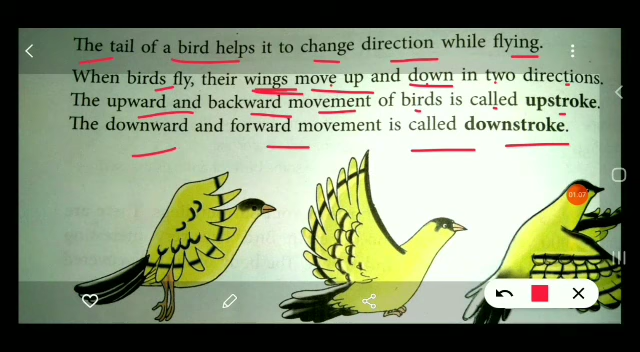 The tail of a bird helps it to change direction while flying.
When birds fly, their wings move up and down in two directions.
The upward and backward movement of birds is called upstroke.
The downward and forward movement is called downstroke.
01:07